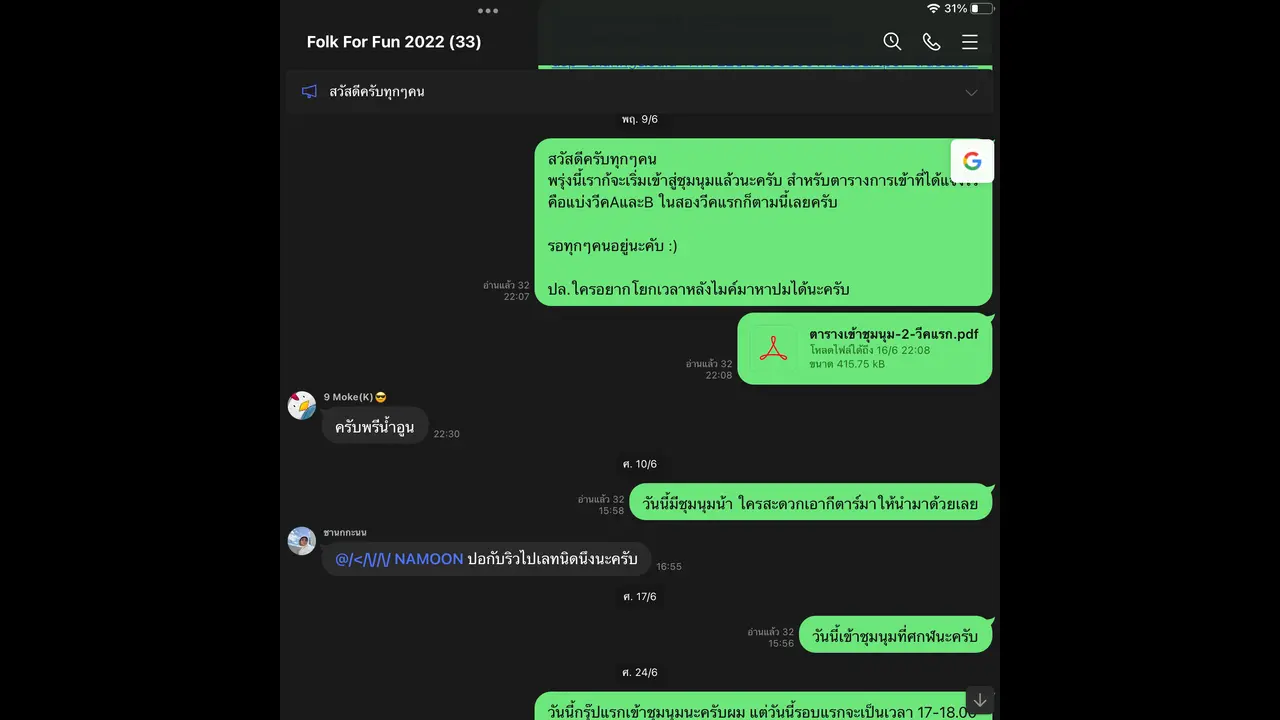 31%
Folk For Fun 2022 (33)
สวัสดีครับทุกๆคน
พฤ. 9/6
สวัสดีครับทุกๆคน
พรุ่งนี้เราก้จะเริ่มเข้าสู่ชุมนุมแล้วนะครับ สำหรับตารางการเข้าที่ได้แจ้งไว้
คือแบ่งวีคAและB ในสองวีคแรกก็ตามนี้เลยครับ
รอทุกๆคนอยู่นะคับ :)
ปล.ใครอยากโยกเวลาหลังไมค์มาหาปมได้นะครับ
อ่านแล้ว 32
22:07
ตารางเข้าชุมนุม-2-วีคแรก.pdf
โหลดไฟล์ได้ถึง 16/6 22:08
ขนาด 415.75 kB
อ่านแล้ว 32
22:08
9 Moke(K)😎
ครับพรีน้ำอูน
22:30
ศ. 10/6
วันนี้มีชุมนุมน้า ใครสะดวกเอากีตาร์มาให้นำมาด้วยเลย
อ่านแล้ว 32
15:58
ชานกกะนม
@/</\//\/ NAMOON ปอกับริวไปเลทนิดนึงนะครับ
16:55
ศ. 17/6
วันนี้เข้าชุมนุมที่ศกฬนะครับ
อ่านแล้ว 32
15:56
ศ. 24/6
วันนี้กรุ๊ปแรกเข้าชุมนุมนะครับผม แต่วันนี้รอบแรกจะเป็นเวลา 17-18.00